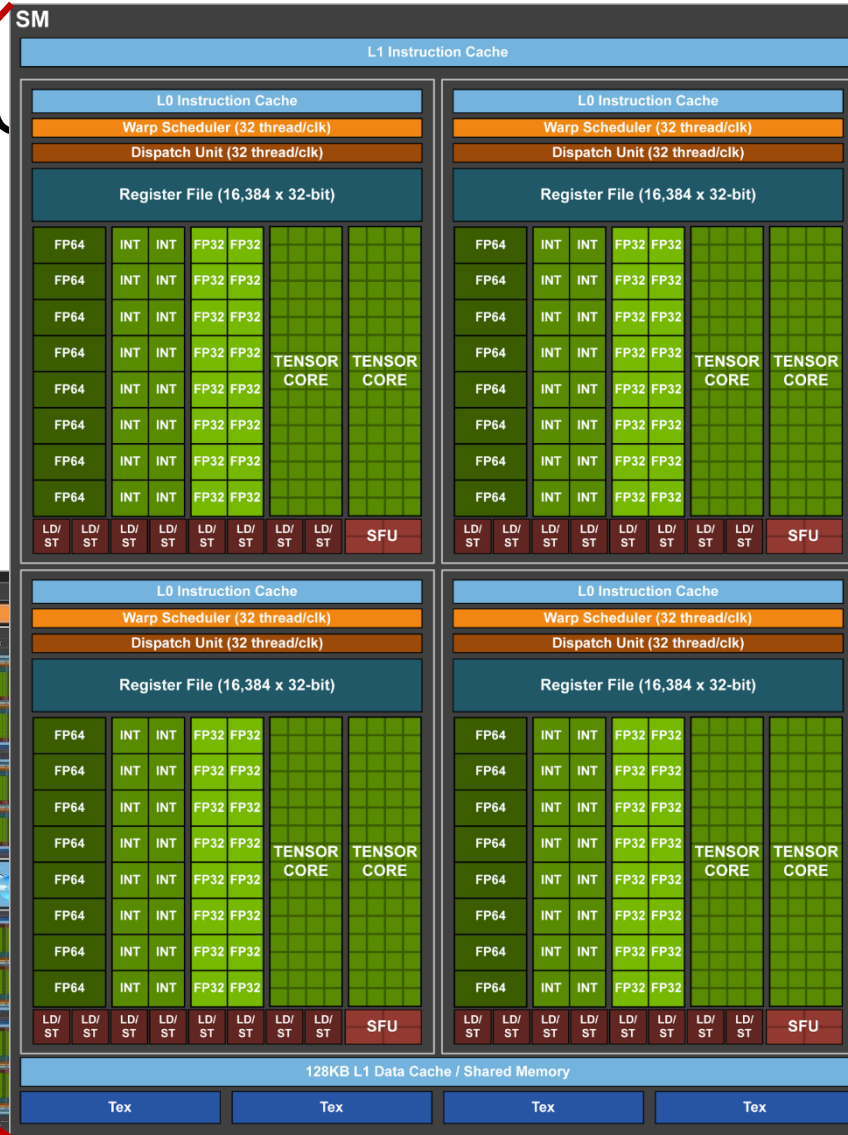 SM
L1 Instruction Cache
L0 Instruction Cache L0 Instruction Cache
Warp Scheduler (32 thread/clk) Warp Scheduler (32 thread/clk)
Dispatch Unit (32 thread/clk) Dispatch Unit (32 thread/clk)
Register File (16,384 x 32-bit) Register File (16,384 x 32-bit)
FP64 INT INT FP32 FP32 FP64 INT INT FP32 FP32
FP64 INT INT FP32 FP32 FP64 INT INT FP32 FP32
FP64 INT INT FP32 FP32 FP64 INT INT FP32 FP32
FP64 INT INT FP32 FP32 TENSOR TENSOR FP64 INT INT FP32 FP32 TENSOR TENSOR
FP64 INT INT FP32 FP32 CORE CORE FP64 INT INT FP32 FP32 CORE CORE
FP64 INT INT FP32 FP32 FP64 INT INT FP32 FP32
FP64 INT INT FP32 FP32 FP64 INT INT FP32 FP32
FP64 INT INT FP32 FP32 FP64 INT INT FP32 FP32
LD/ LD/ LD/ LD/ LD/ LD/ LD/ LD/ SFU LD/ LD/ LD/ LD/ LD/ LD/ LD/ LD/ SFU
ST ST ST ST ST ST ST ST ST ST ST ST ST ST ST ST
L0 Instruction Cache L0 Instruction Cache
Warp Scheduler (32 thread/clk) Warp Scheduler (32 thread/clk)
Dispatch Unit (32 thread/clk) Dispatch Unit (32 thread/clk)
Register File (16,384 x 32-bit) Register File (16,384 x 32-bit)
FP64 INT INT FP32 FP32 FP64 INT INT FP32 FP32
FP64 INT INT FP32 FP32 FP64 INT INT FP32 FP32
FP64 INT INT FP32 FP32 FP64 INT INT FP32 FP32
FP64 INT INT FP32 FP32 TENSOR TENSOR FP64 INT INT FP32 FP32 TENSOR TENSOR
FP64 INT INT FP32 FP32 CORE CORE FP64 INT INT FP32 FP32 CORE CORE
FP64 INT INT FP32 FP32 FP64 INT INT FP32 FP32
FP64 INT INT FP32 FP32 FP64 INT INT FP32 FP32
FP64 INT INT FP32 FP32 FP64 INT INT FP32 FP32
LD/ LD/ LD/ LD/ LD/ LD/ LD/ LD/ SFU LD/ LD/ LD/ LD/ LD/ LD/ LD/ LD/ SFU
ST ST ST ST ST ST ST ST ST ST ST ST ST ST ST ST
128KB L1 Data Cache / Shared Memory
Tex Tex Tex Tex